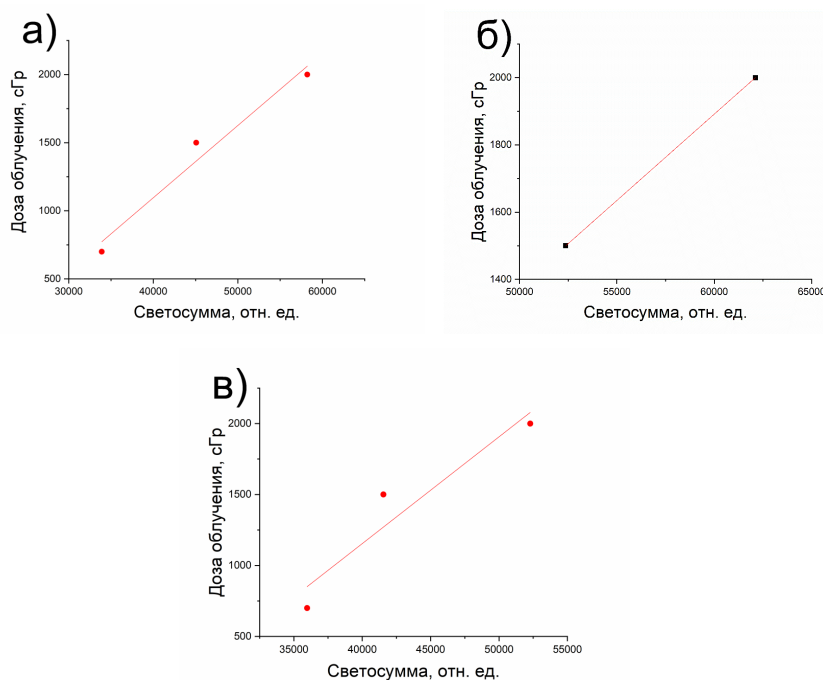 а)
Доза облучения, сГр
2000
1500
1000
500
30000 40000 50000 60000
Светосумма, отн. ед.
б)
Доза облучения, сГр
2000
1800
1600
1400
50000 55000 60000 65000
Светосумма, отн. ед.
в)
Доза облучения, сГр
2000
1500
1000
500
35000 40000 45000 50000 55000
Светосумма, отн. ед.